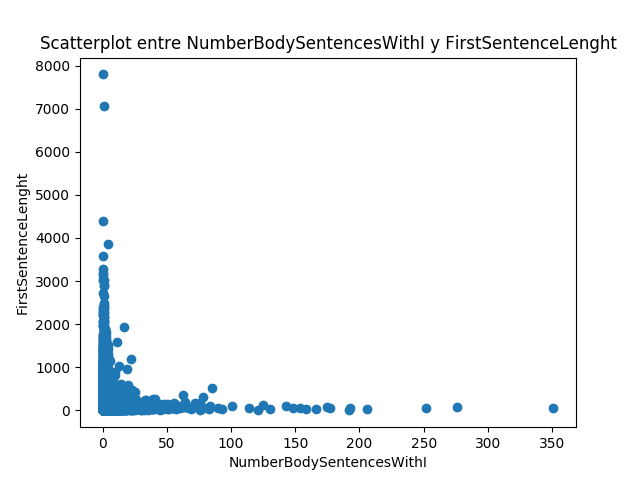 Scatterplot entre NumberBodySentencesWithI y FirstSentenceLenght
8000
7000
6000
5000
4000
3000
2000
1000
0
FirstSentenceLenght
0 50 100 150 200 250 300 350
NumberBodySentencesWithI